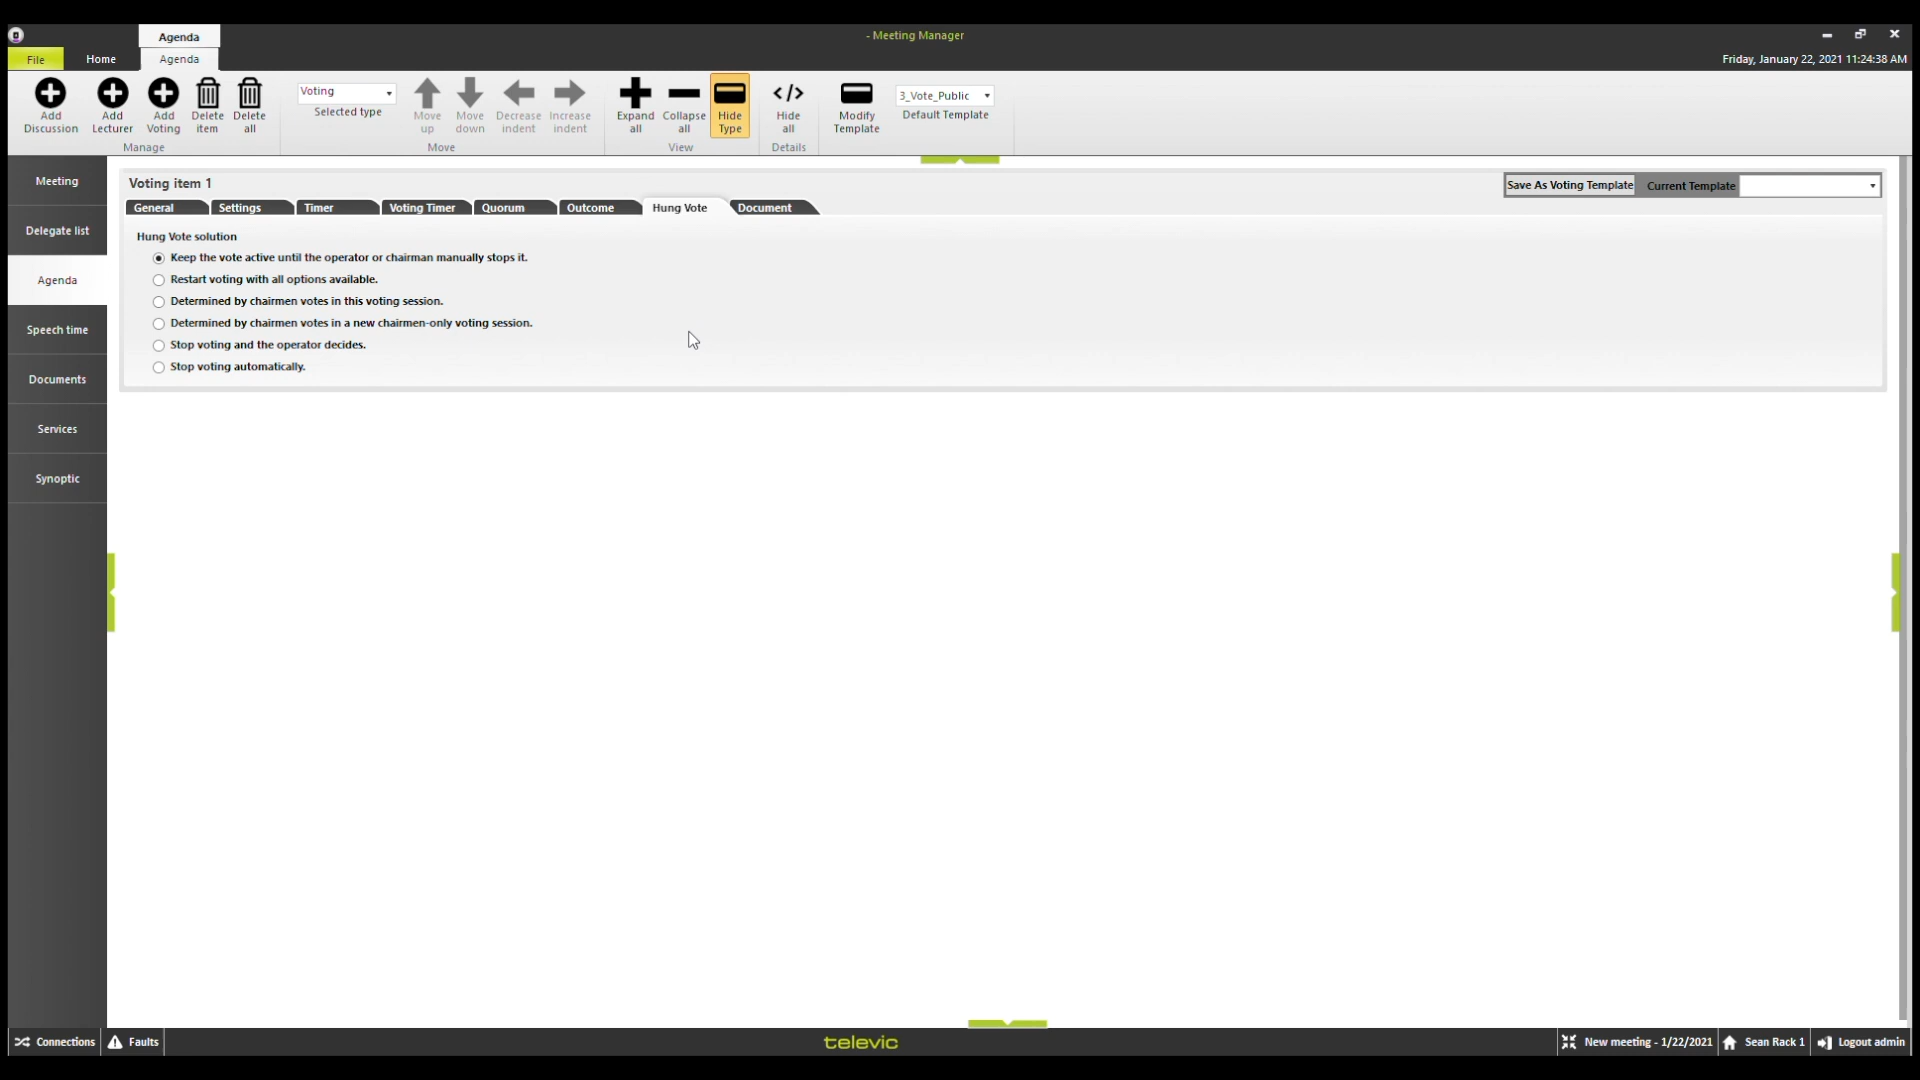 Agenda
- Meeting Manager
File
Home
Agenda
Friday, January 22, 2021 11:24:38 AM
Add Discussion
Add Lecturer
Add Voting
Delete item
Delete all
Manage
Voting
Selected type
Move up
Move down
Decrease indent
Increase indent
Move
Expand all
Collapse all
Hide Type
View
Hide all
Details
Modify Template
3_Vote_Public
Default Template
Meeting
Delegate list
Agenda
Speech time
Documents
Services
Synoptic
Voting item 1
Save As Voting Template
Current Template
General
Settings
Timer
Voting Timer
Quorum
Outcome
Hung Vote
Document
Hung Vote solution
Keep the vote active until the operator or chairman manually stops it.
Restart voting with all options available.
Determined by chairmen votes in this voting session.
Determined by chairmen votes in a new chairmen-only voting session.
Stop voting and the operator decides.
Stop voting automatically.
Connections
Faults
televic
New meeting - 1/22/2021
Sean Rack 1
Logout admin